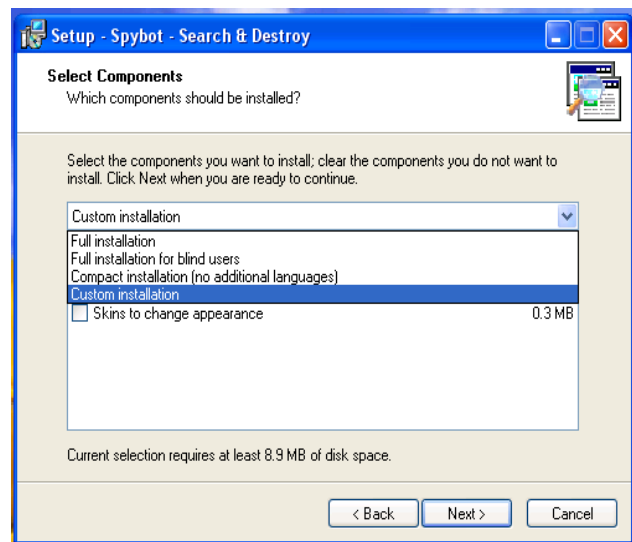 Setup - Spybot - Search & Destroy
Select Components
Which components should be installed?
Select the components you want to install; clear the components you do not want to
install. Click Next when you are ready to continue.
Custom installation
Full installation
Full installation for blind users
Compact installation (no additional languages)
Custom installation
Skins to change appearance 0.3 MB
Current selection requires at least 8.9 MB of disk space.
< Back Next > Cancel